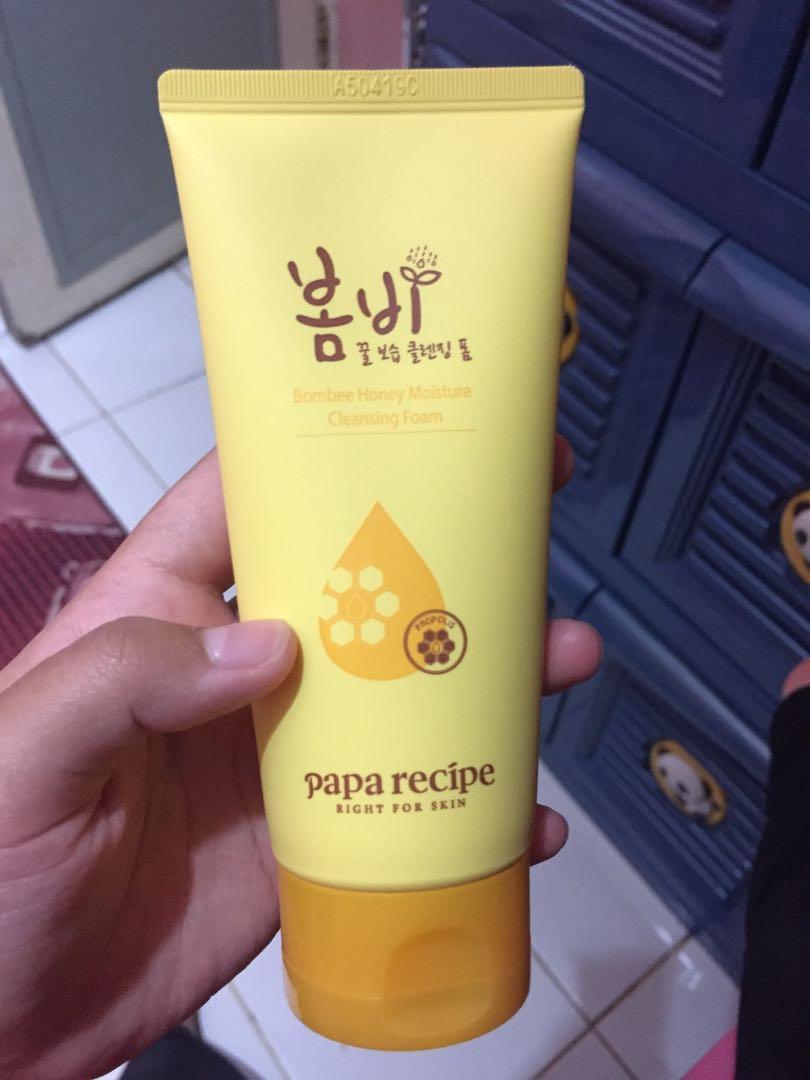 A50419C
봄비
꿀 보습 클렌징 폼
Bombee Honey Moisture
Cleansing Foam
PROPOLIS
papa recipe
RIGHT FOR SKIN